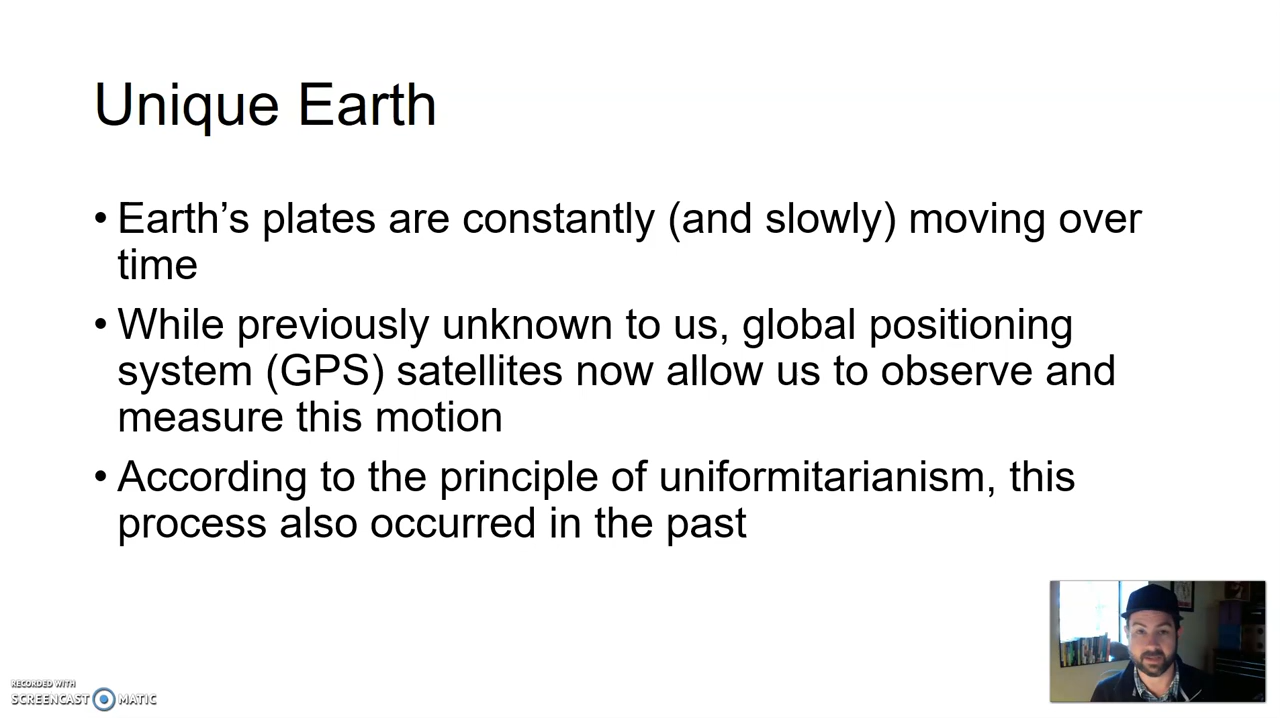 Unique Earth
• Earth’s plates are constantly (and slowly) moving over
time
• While previously unknown to us, global positioning
system (GPS) satellites now allow us to observe and
measure this motion
• According to the principle of uniformitarianism, this
process also occurred in the past
RECORDED WITH
SCREENCAST MATIC